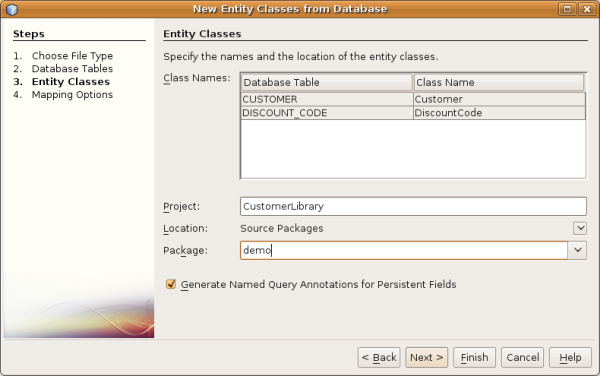 New Entity Classes from Database
Steps
1. Choose File Type
2. Database Tables
3. Entity Classes
4. Mapping Options
Entity Classes
Specify the names and the location of the entity classes.
Class Names:
Database Table Class Name
CUSTOMER Customer
DISCOUNT_CODE DiscountCode
Project: CustomerLibrary
Location: Source Packages
Package: demo
Generate Named Query Annotations for Persistent Fields
< Back Next > Finish Cancel Help